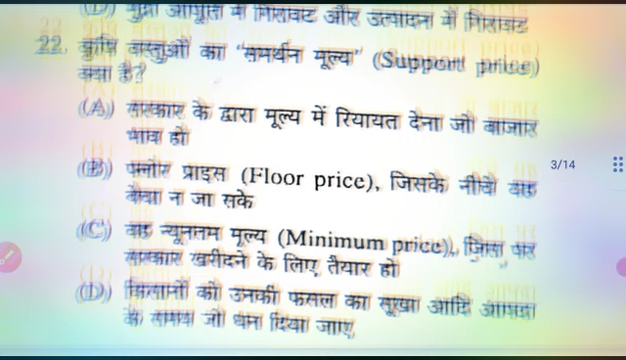 (D) मुद्रा आपूर्ति में गिरावट और उत्पादन में गिरावट
22. कृषि वस्तुओं का "समर्थन मूल्य" (Support price)
क्या है?
(A) सरकार के द्वारा मूल्य में रियायत देना जो बाजार
भाव हो
(B) फ्लोर प्राइस (Floor price), जिसके नीचे वह
बेचा न जा सके
3/14
(C) वह न्यूनतम मूल्य (Minimum price), जिस पर
सरकार खरीदने के लिए तैयार हो
(D) किसानों को उनकी फसल का सूखा आदि आपदा
के समय जो धन दिया जाए